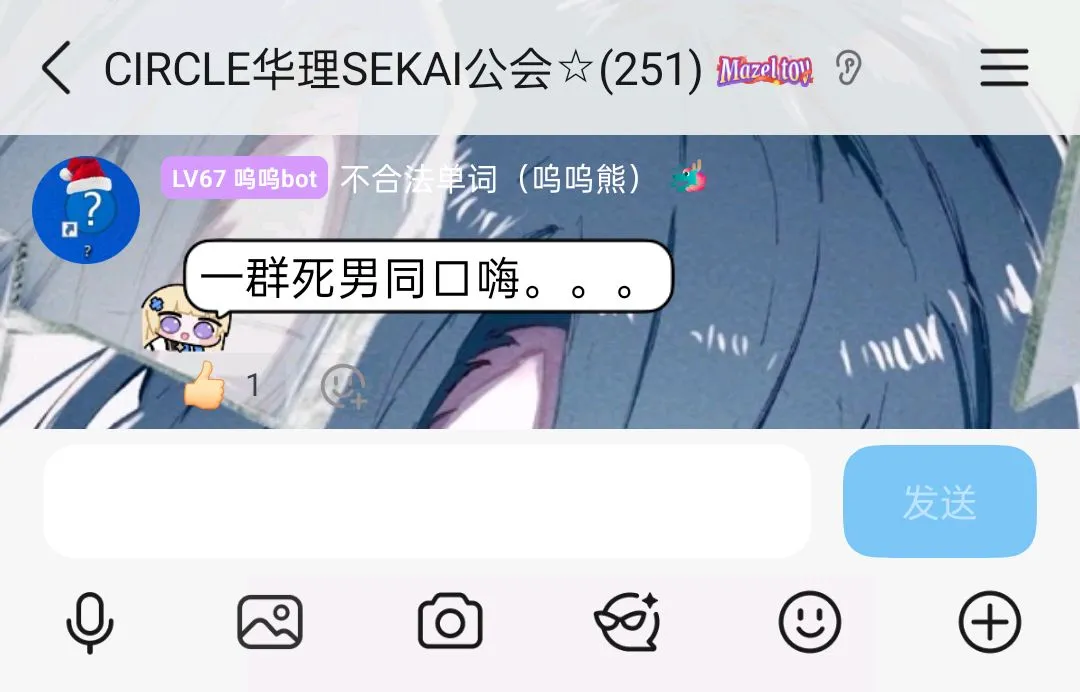 CIRCLE华理SEKAI公会☆(251) Mazel toy
LV67 呜呜bot 不合法单词（呜呜熊）
?
?
一群死男同口嗨。。。
👍 1
发送